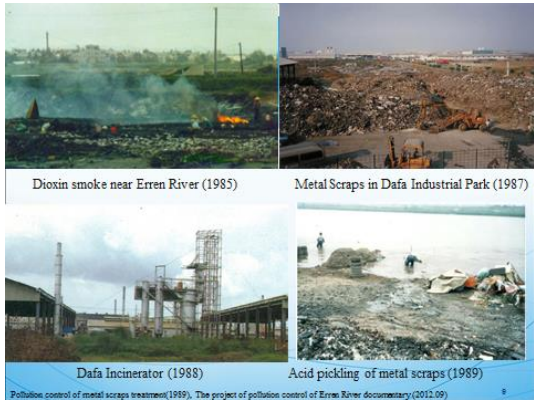 Dioxin smoke near Erren River (1985)
Metal Scraps in Dafa Industrial Park (1987)
Dafa Incinerator (1988)
Acid pickling of metal scraps (1989)
Pollution control of metal scraps treatment(1989), The project of pollution control of Erren River documentary (2012.09)